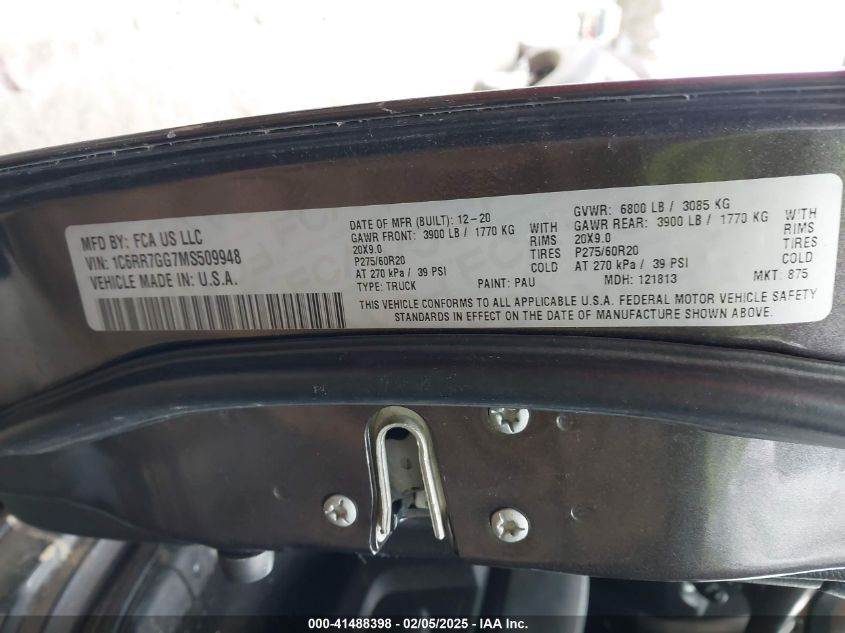 MFD BY: FCA US LLC
VIN: 1C6RR7GG7MS509948
VEHICLE MADE IN: U.S.A.
DATE OF MFR (BUILT): 12-20
GAWR FRONT: 3900 LB / 1770 KG WITH
20X9.0 RIMS
P275/60R20 TIRES
AT 270 kPa / 39 PSI COLD
TYPE: TRUCK PAINT: PAU
GVWR: 6800 LB / 3085 KG
GAWR REAR: 3900 LB / 1770 KG WITH
20X9.0 RIMS
P275/60R20 TIRES
AT 270 kPa / 39 PSI COLD
MDH: 121813 MKT: 875
THIS VEHICLE CONFORMS TO ALL APPLICABLE U.S.A. FEDERAL MOTOR VEHICLE SAFETY
STANDARDS IN EFFECT ON THE DATE OF MANUFACTURE SHOWN ABOVE.
000-41488398 - 02/05/2025 - COPYRIGHT © - IAA, Inc.